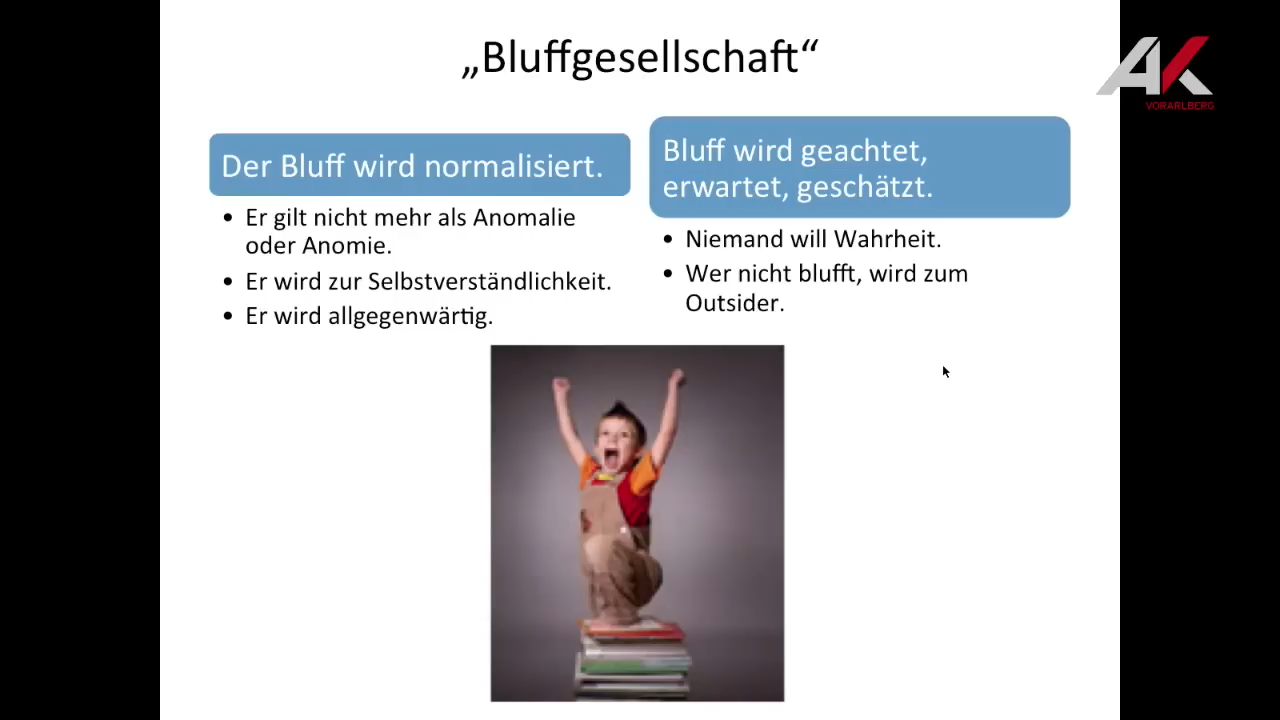 „Bluffgesellschaft“
AK
VORARLBERG
Der Bluff wird normalisiert.
• Er gilt nicht mehr als Anomalie
oder Anomie.
• Er wird zur Selbstverständlichkeit.
• Er wird allgegenwärtig.
Bluff wird geachtet,
erwartet, geschätzt.
• Niemand will Wahrheit.
• Wer nicht blufft, wird zum
Outsider.